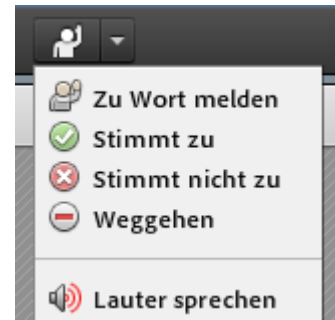 Zu Wort melden
Stimmt zu
Stimmt nicht zu
Weggehen
Lauter sprechen